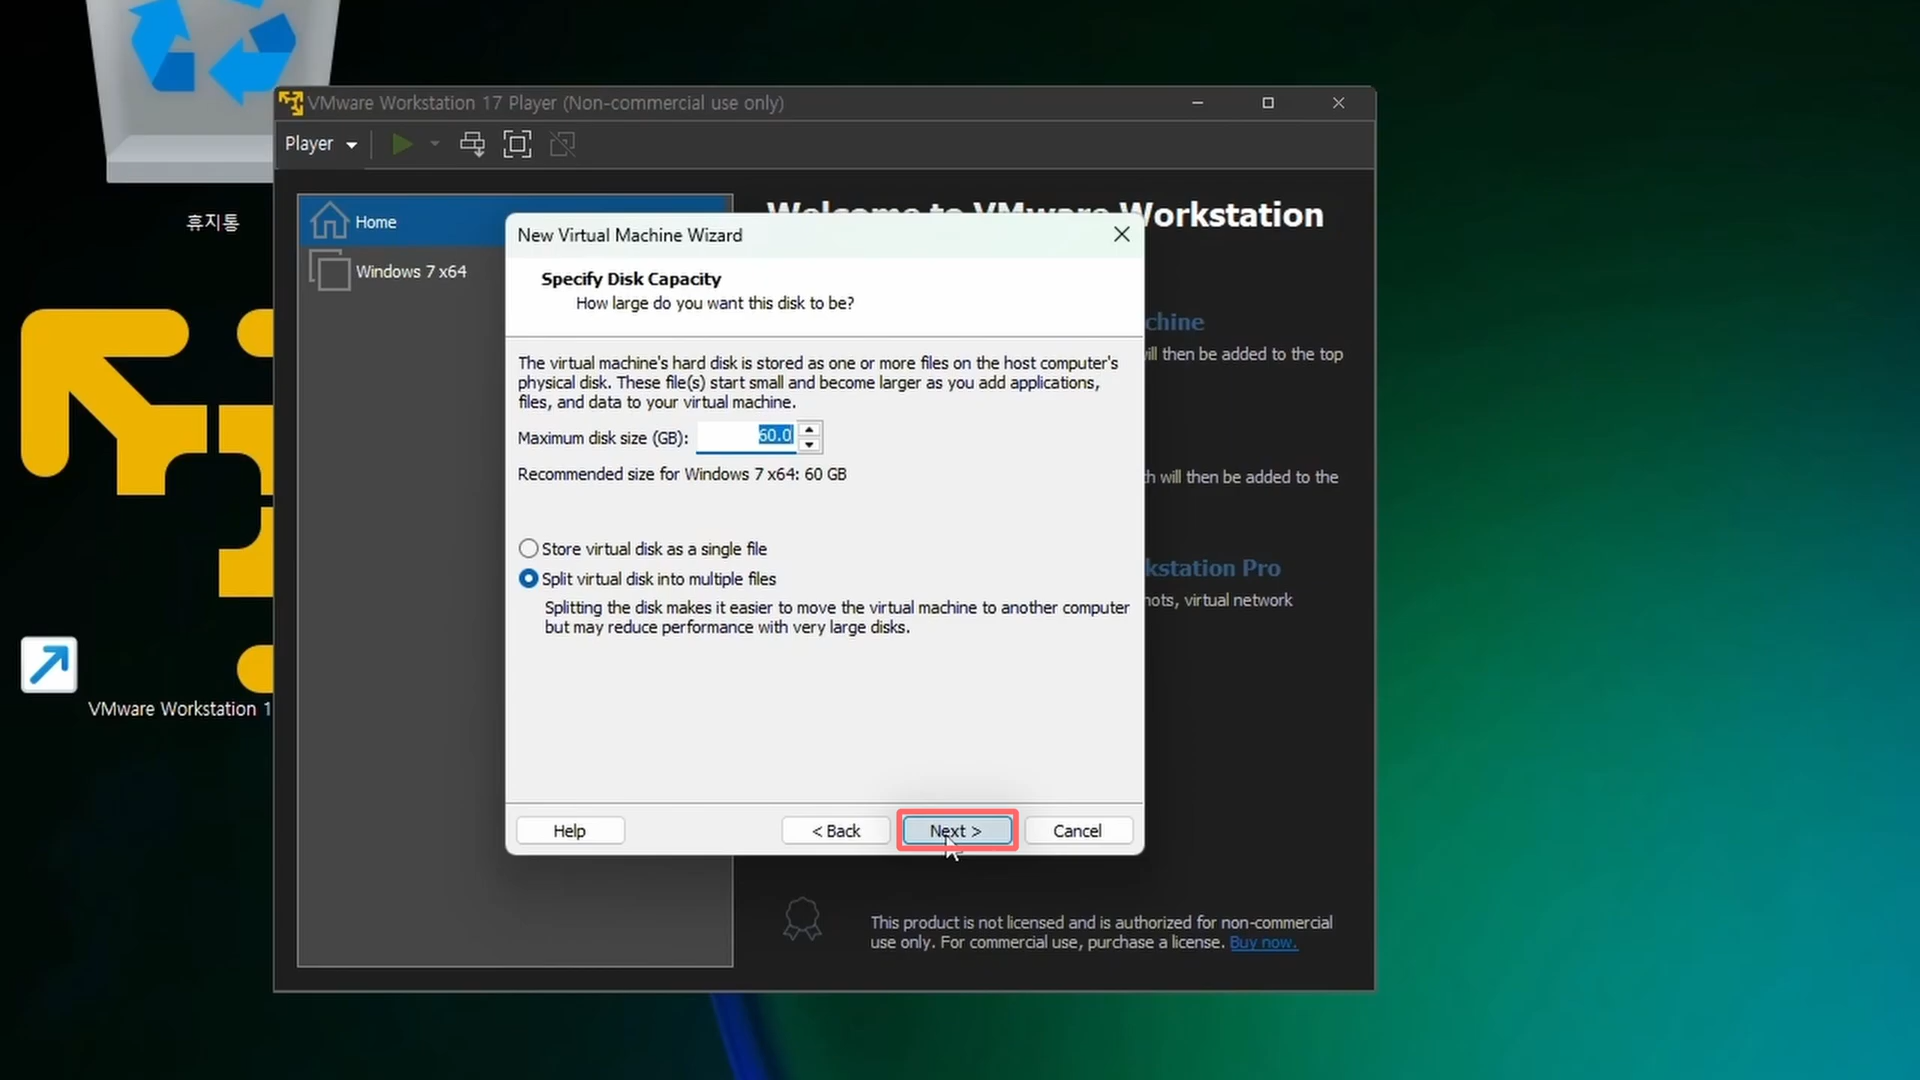 휴지통
VMware Workstation 1
VMware Workstation 17 Player (Non-commercial use only)
Player
Home
Windows 7 x64
Welcome to VMware Workstation
chine
ill then be added to the top
h will then be added to the
kstation Pro
ots, virtual network
New Virtual Machine Wizard
Specify Disk Capacity
How large do you want this disk to be?
The virtual machine's hard disk is stored as one or more files on the host computer's
physical disk. These file(s) start small and become larger as you add applications,
files, and data to your virtual machine.
Maximum disk size (GB): 60.0
Recommended size for Windows 7 x64: 60 GB
Store virtual disk as a single file
Split virtual disk into multiple files
Splitting the disk makes it easier to move the virtual machine to another computer
but may reduce performance with very large disks.
Help
< Back
Next >
Cancel
This product is not licensed and is authorized for non-commercial
use only. For commercial use, purchase a license. Buy now.